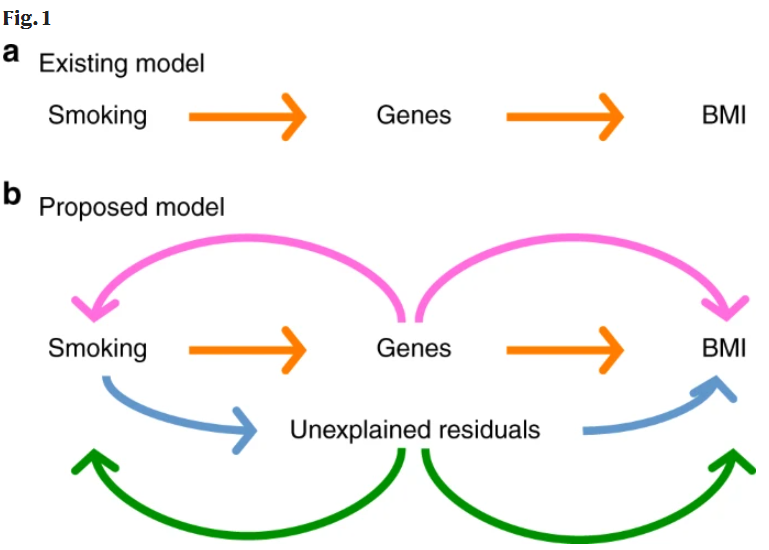 Fig. 1
a Existing model
Smoking Genes BMI
b Proposed model
Smoking Genes BMI
Unexplained residuals